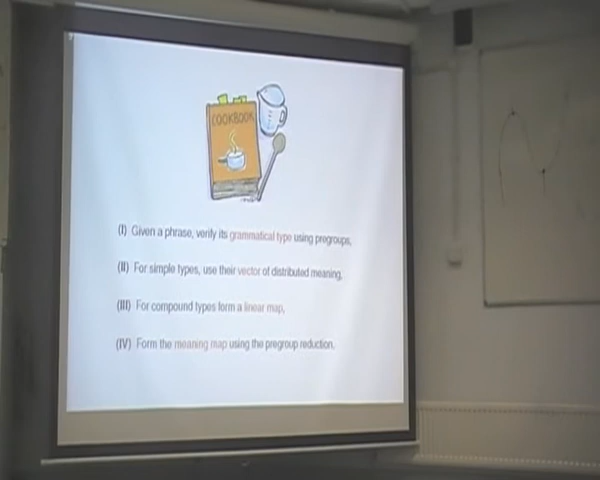 COOKBOOK
(I) Given a phrase, verify its grammatical type using pregroups,
(II) For simple types, use their vector of distributed meaning,
(III) For compound types form a linear map,
(IV) Form the meaning map using the pregroup reduction.